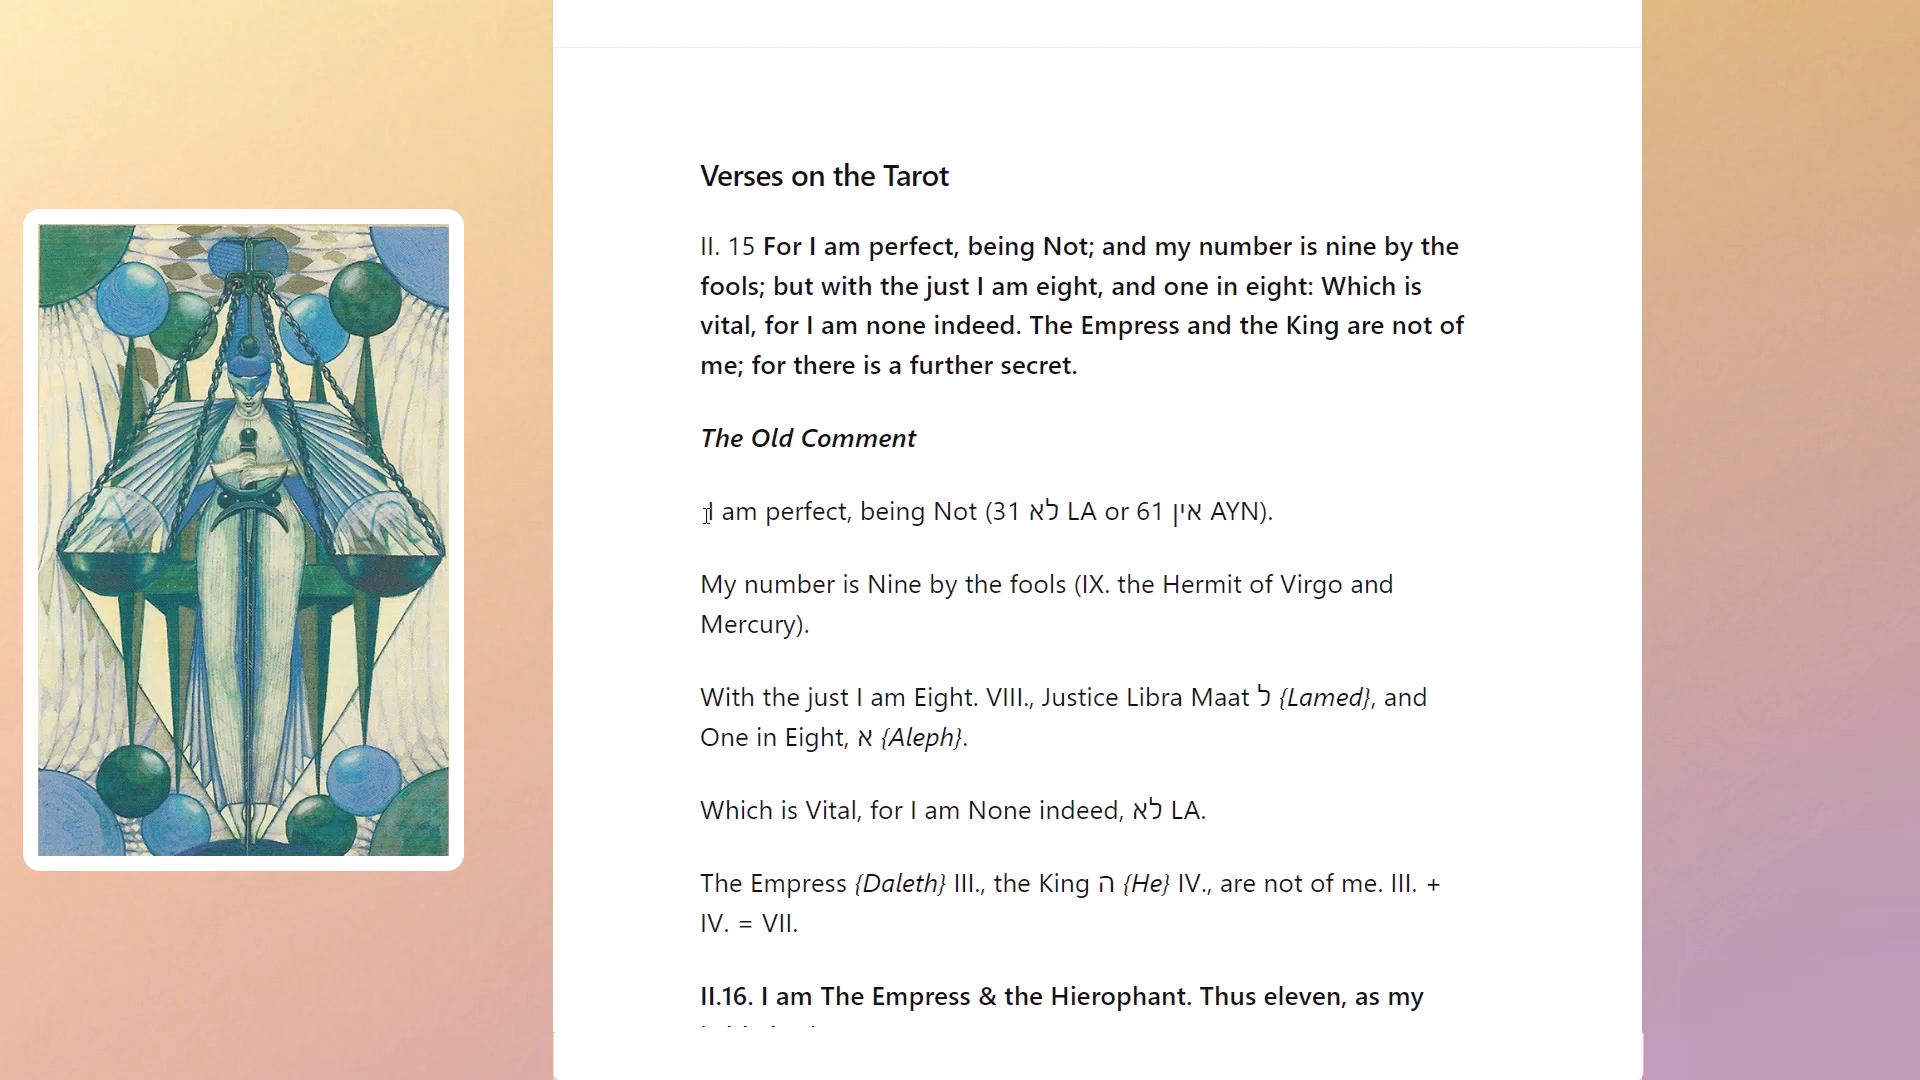 Verses on the Tarot
II. 15 For I am perfect, being Not; and my number is nine by the
fools; but with the just I am eight, and one in eight: Which is
vital, for I am none indeed. The Empress and the King are not of
me; for there is a further secret.
The Old Comment
I am perfect, being Not (31 לא LA or 61 אין AYN).
My number is Nine by the fools (IX. the Hermit of Virgo and
Mercury).
With the just I am Eight. VIII., Justice Libra Maat ל {Lamed}, and
One in Eight, א {Aleph}.
Which is Vital, for I am None indeed, לא LA.
The Empress {Daleth} III., the King ה {He} IV., are not of me. III. +
IV. = VII.
II.16. I am The Empress & the Hierophant. Thus eleven, as my